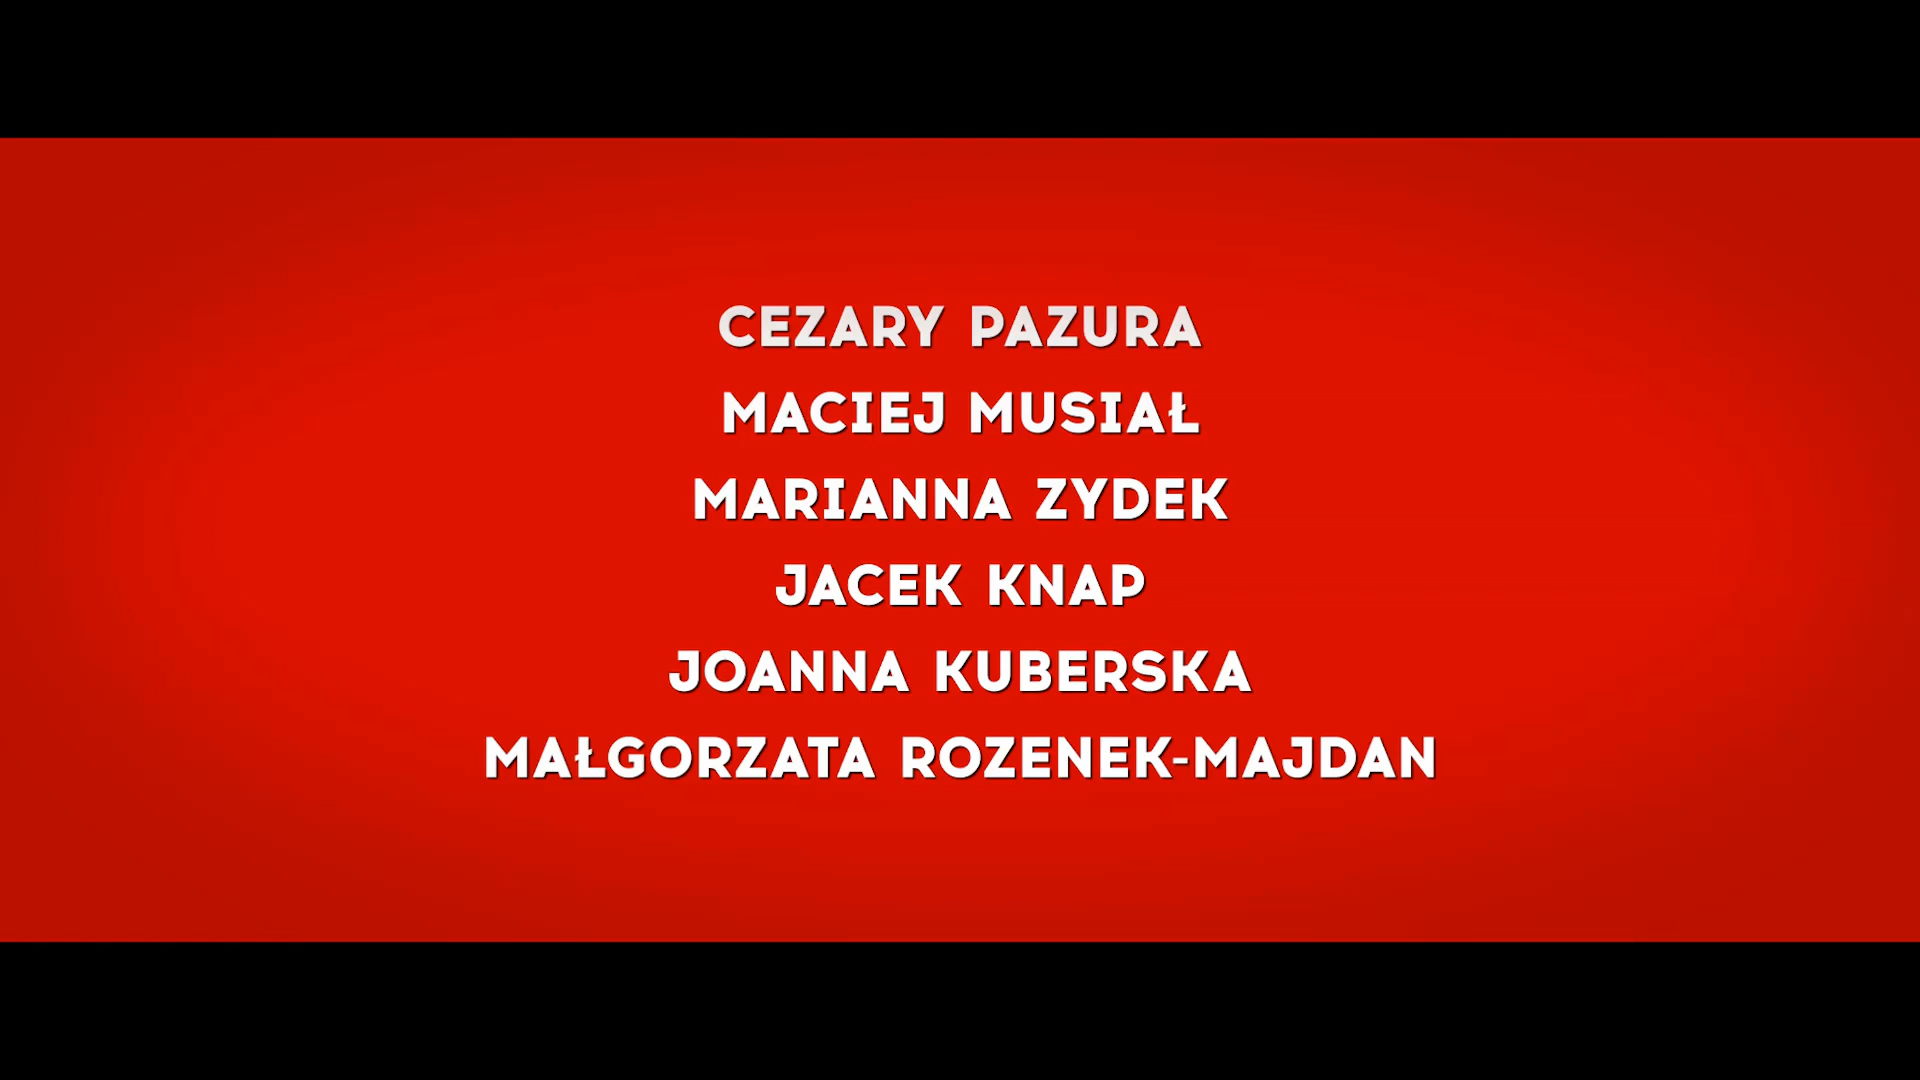 CEZARY PAZURA
MACIEJ MUSIAŁ
MARIANNA ZYDEK
JACEK KNAP
JOANNA KUBERSKA
MAŁGORZATA ROZENEK-MAJDAN